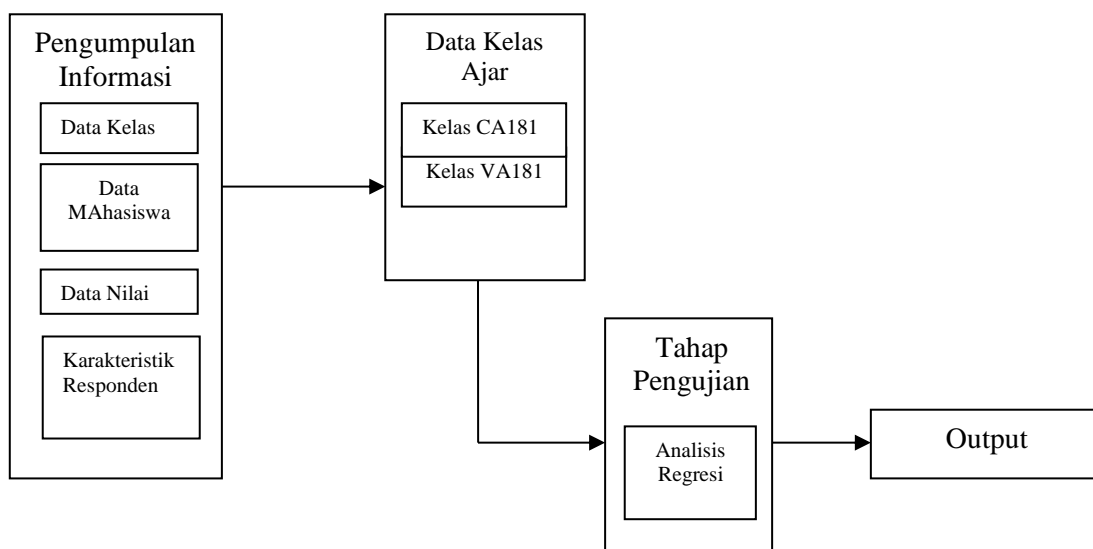 Pengumpulan
Informasi
Data Kelas
Data
MAhasiswa
Data Nilai
Karakteristik
Responden
Data Kelas
Ajar
Kelas CA181
Kelas VA181
Tahap
Pengujian
Analisis
Regresi
Output